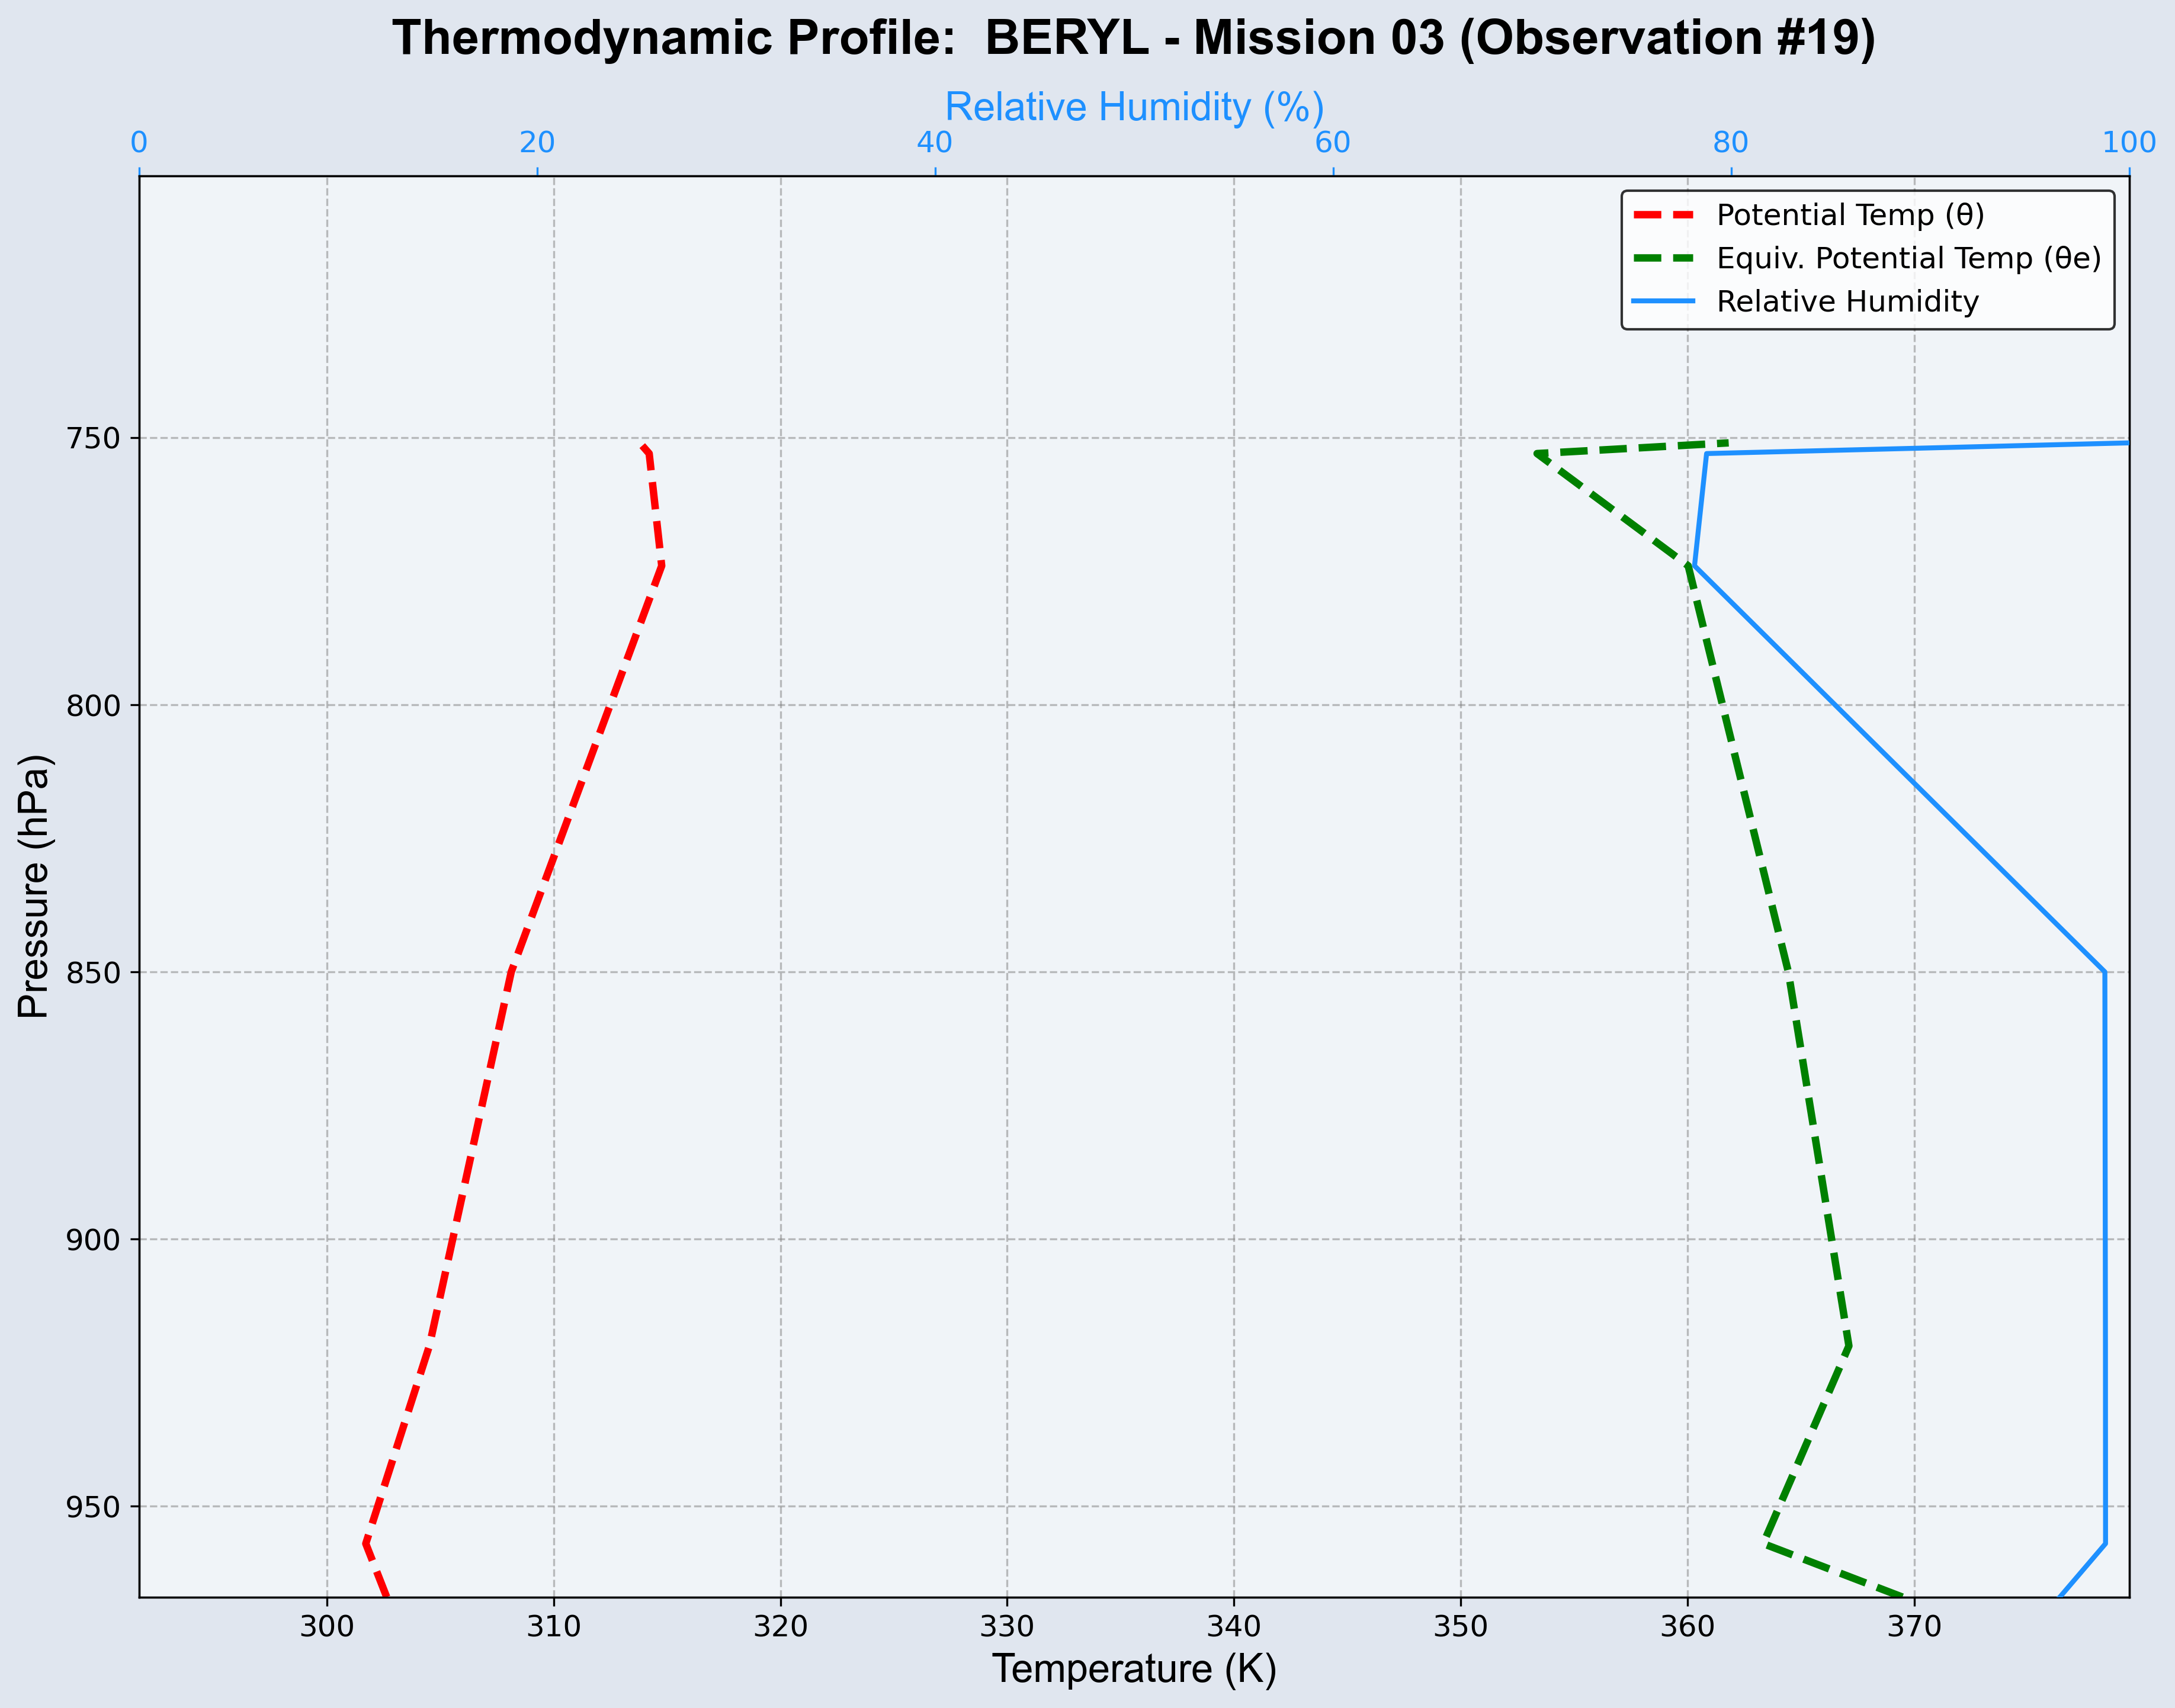 Thermodynamic Profile:  BERYL - Mission 03 (Observation #19)
Relative Humidity (%)
0 20 40 60 80 100
Potential Temp (θ)
Equiv. Potential Temp (θe)
Relative Humidity
750
800
850
900
950
Pressure (hPa)
300 310 320 330 340 350 360 370
Temperature (K)